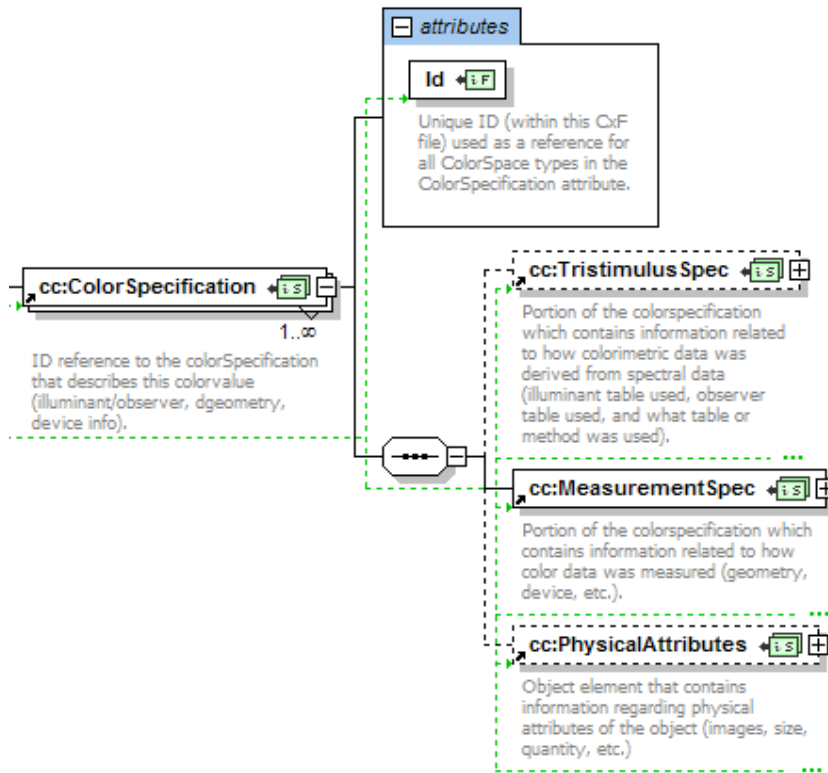 attributes
Id
iF
Unique ID (within this CxF
file) used as a reference for
all ColorSpace types in the
ColorSpecification attribute.
cc:ColorSpecification
iS
1..∞
ID reference to the colorSpecification
that describes this colorvalue
(illuminant/observer, dgeometry,
device info).
cc:TristimulusSpec
iS
Portion of the colorspecification
which contains information related
to how colorimetric data was
derived from spectral data
(illuminant table used, observer
table used, and what table or
method was used).
...
cc:MeasurementSpec
iS
Portion of the colorspecification which
contains information related to how
color data was measured (geometry,
device, etc.).
...
cc:PhysicalAttributes
iS
Object element that contains
information regarding physical
attributes of the object (images, size,
quantity, etc.)
...